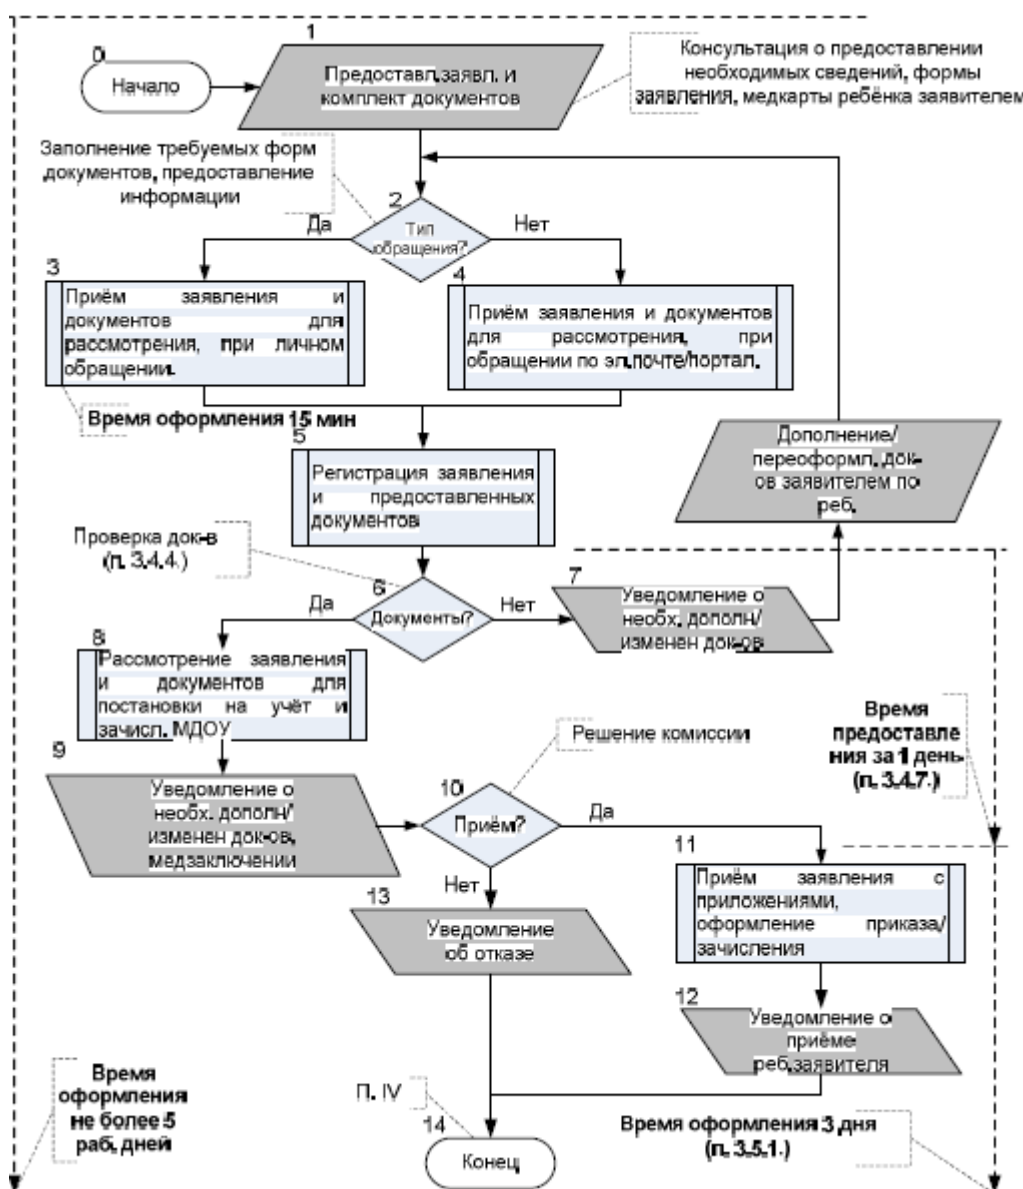 0
Начало
1
Предоставл.заявл. и
комплект документов
Консультация о предоставлении
необходимых сведений, формы
заявления, медкарты ребёнка заявителем
Заполнение требуемых форм
документов, предоставление
информации
2
Тип
обращения?
Да
Нет
3
Приём заявления и
документов для
рассмотрения, при личном
обращении.
4
Приём заявления и документов
для рассмотрения, при
обращении по эл.почте/портал.
Время оформления 15 мин
5
Регистрация заявления
и предоставленных
документов
Дополнение/
переоформл. док-
ов заявителем по
реб.
Проверка док-в
(п. 3.4.4.)
6
Документы?
Да
Нет
7
Уведомление о
необх. дополн/
изменен док-ов
8
Рассмотрение заявления
и документов для
постановки на учёт и
зачисл. МДОУ
9
Уведомление о
необх. дополн/
изменен док-ов,
медзаключении
Решение комиссии
10
Приём?
Да
Нет
Время
предоставле
ния за 1 день
(п. 3.4.7.)
11
Приём заявления с
приложениями,
оформление приказа/
зачисления
13
Уведомление
об отказе
12
Уведомление о
приёме
реб.заявителя
Время
оформления
не более 5
раб. дней
П. IV
14
Конец
Время оформления 3 дня
(п. 3.5.1.)